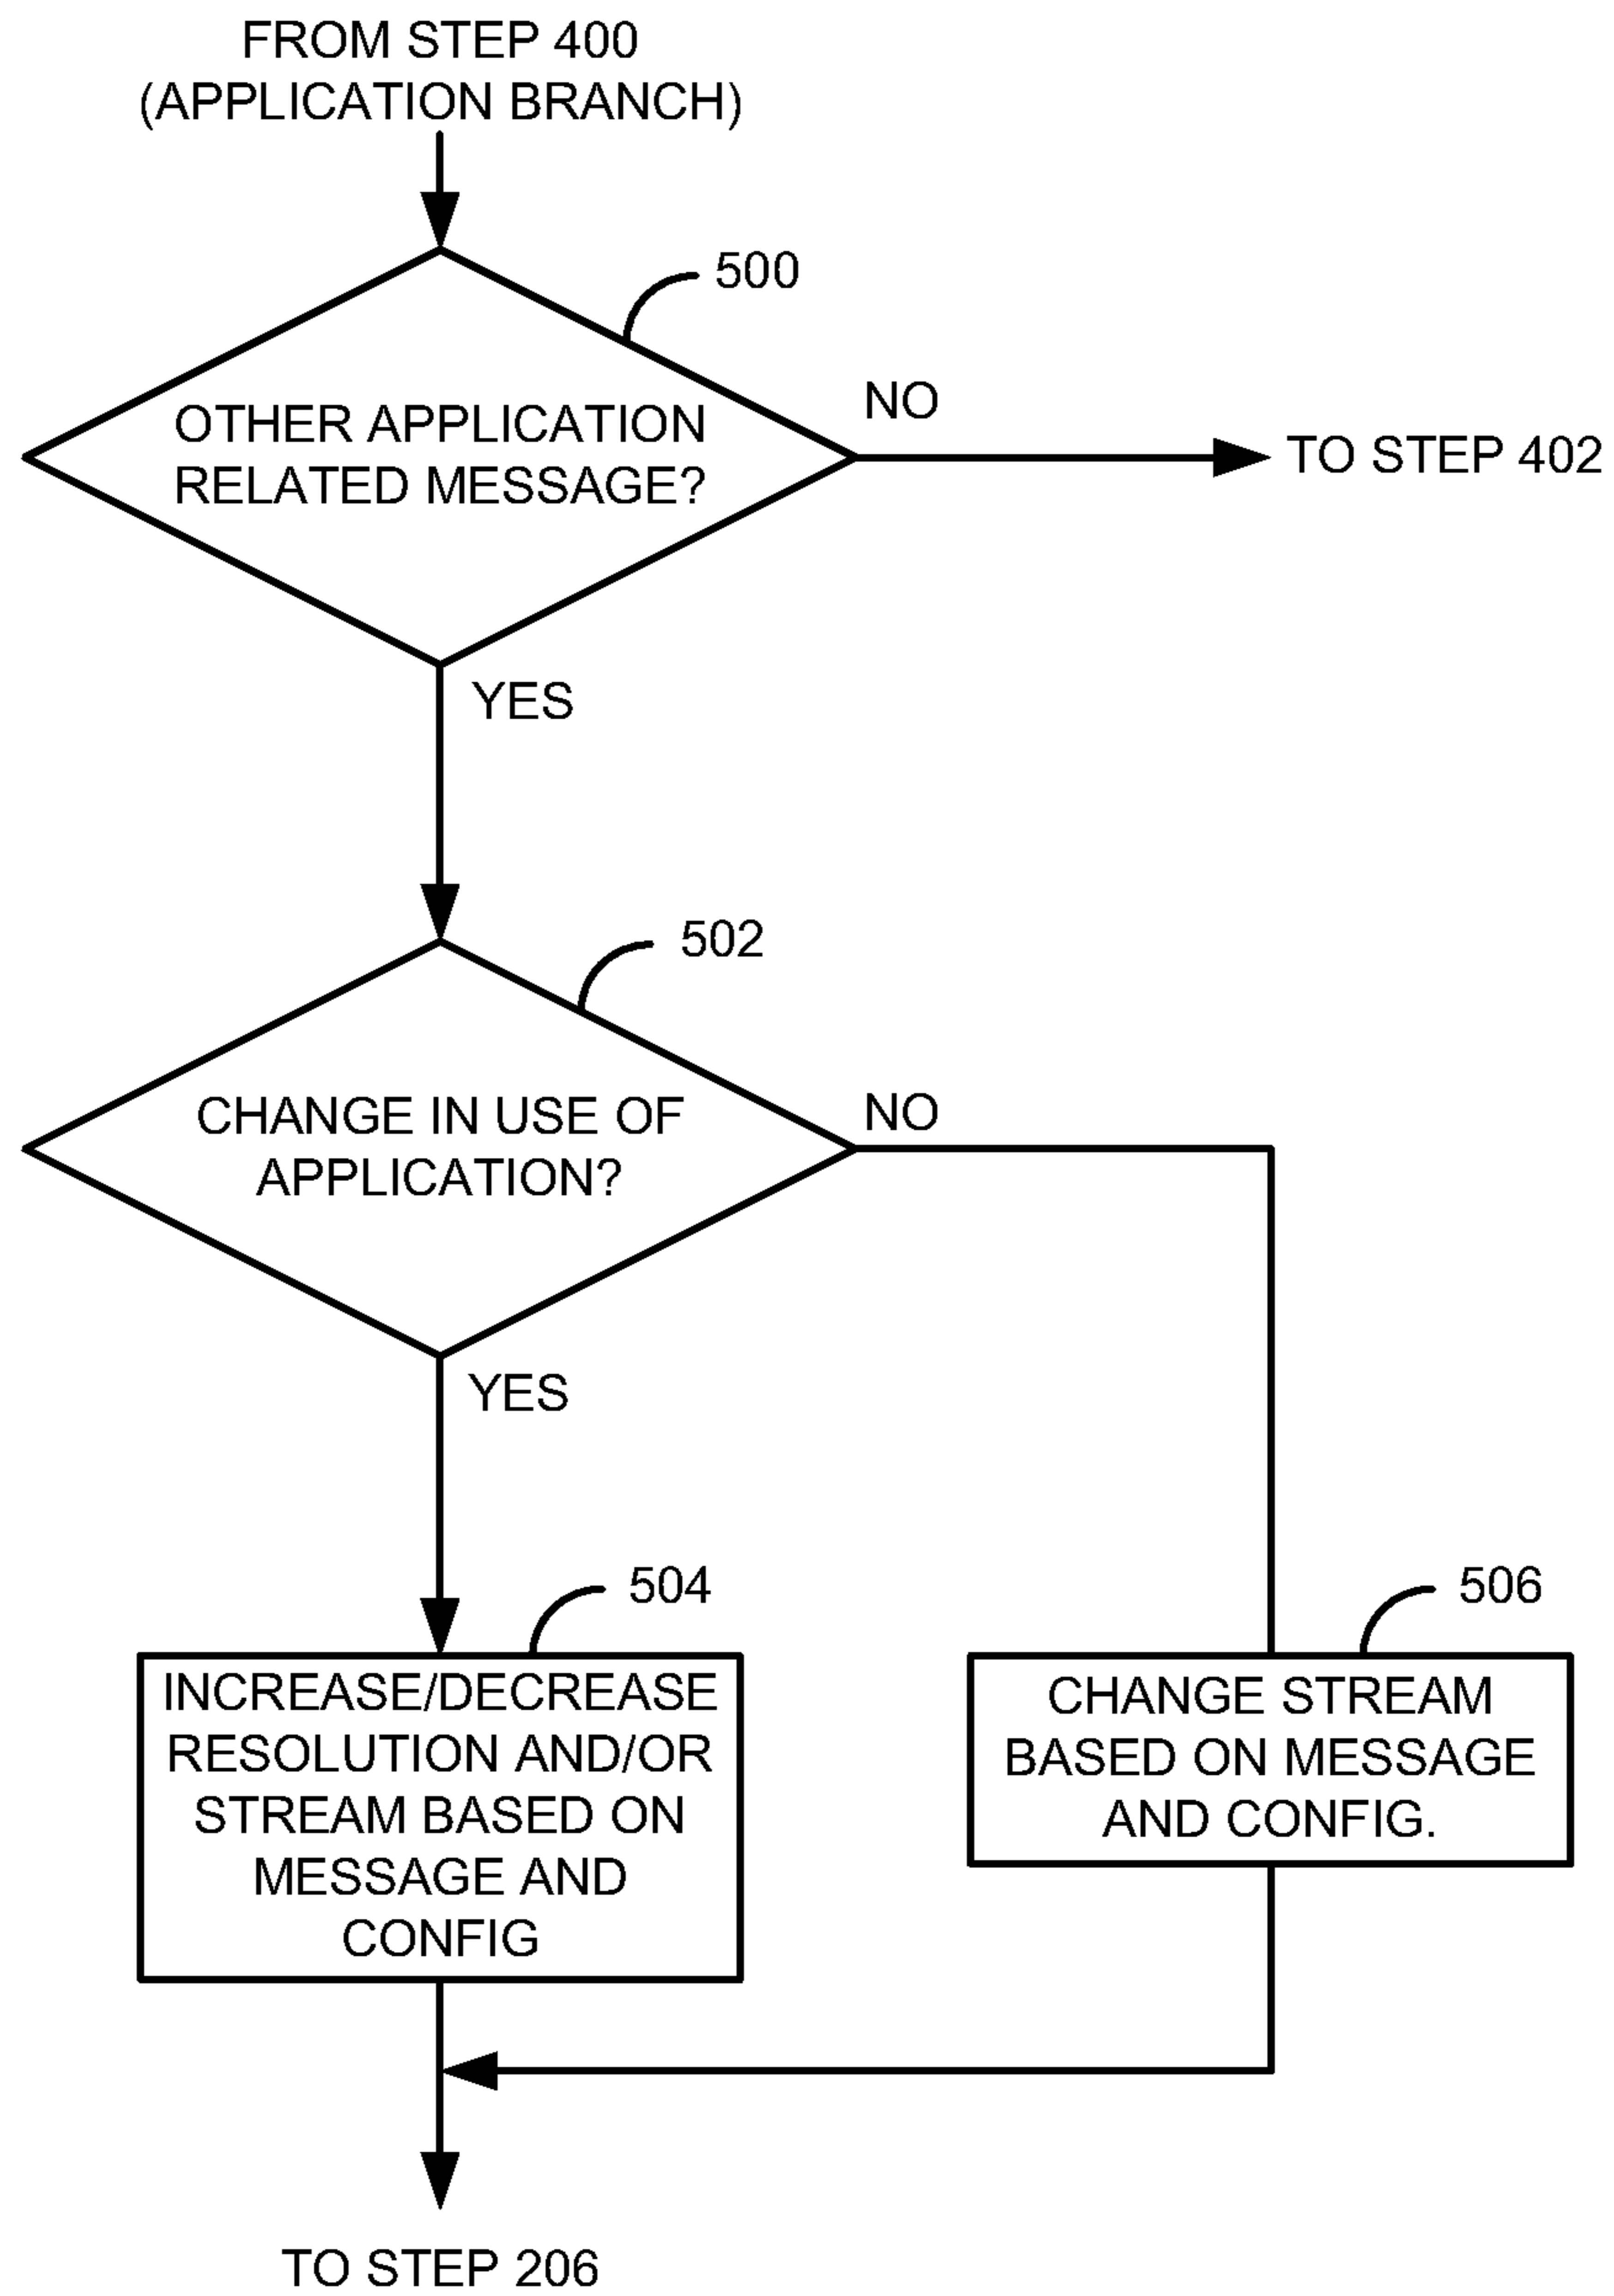 FROM STEP 400
(APPLICATION BRANCH)
500
OTHER APPLICATION
RELATED MESSAGE?
NO
TO STEP 402
YES
502
CHANGE IN USE OF
APPLICATION?
NO
YES
504
INCREASE/DECREASE
RESOLUTION AND/OR
STREAM BASED ON
MESSAGE AND
CONFIG
506
CHANGE STREAM
BASED ON MESSAGE
AND CONFIG.
TO STEP 206